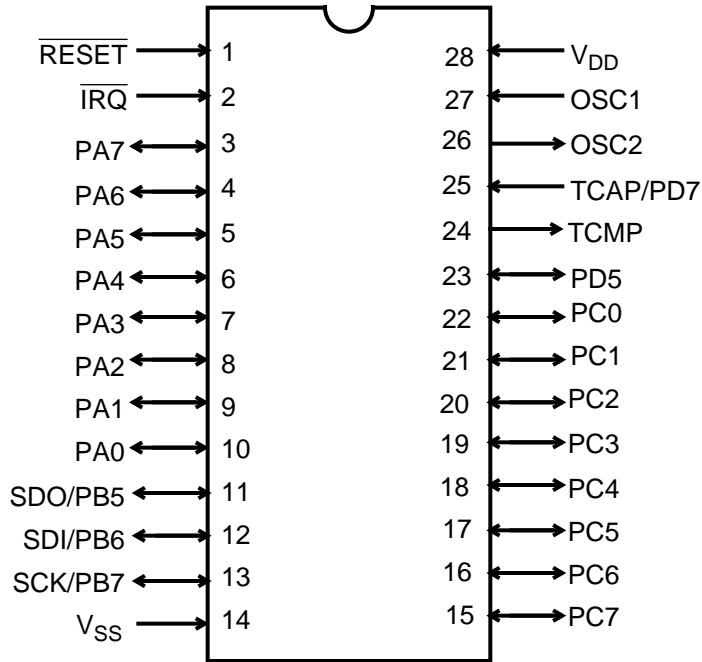 RESET 1 28 VDD
IRQ 2 27 OSC1
PA7 3 26 OSC2
PA6 4 25 TCAP/PD7
PA5 5 24 TCMP
PA4 6 23 PD5
PA3 7 22 PC0
PA2 8 21 PC1
PA1 9 20 PC2
PA0 10 19 PC3
SDO/PB5 11 18 PC4
SDI/PB6 12 17 PC5
SCK/PB7 13 16 PC6
VSS 14 15 PC7